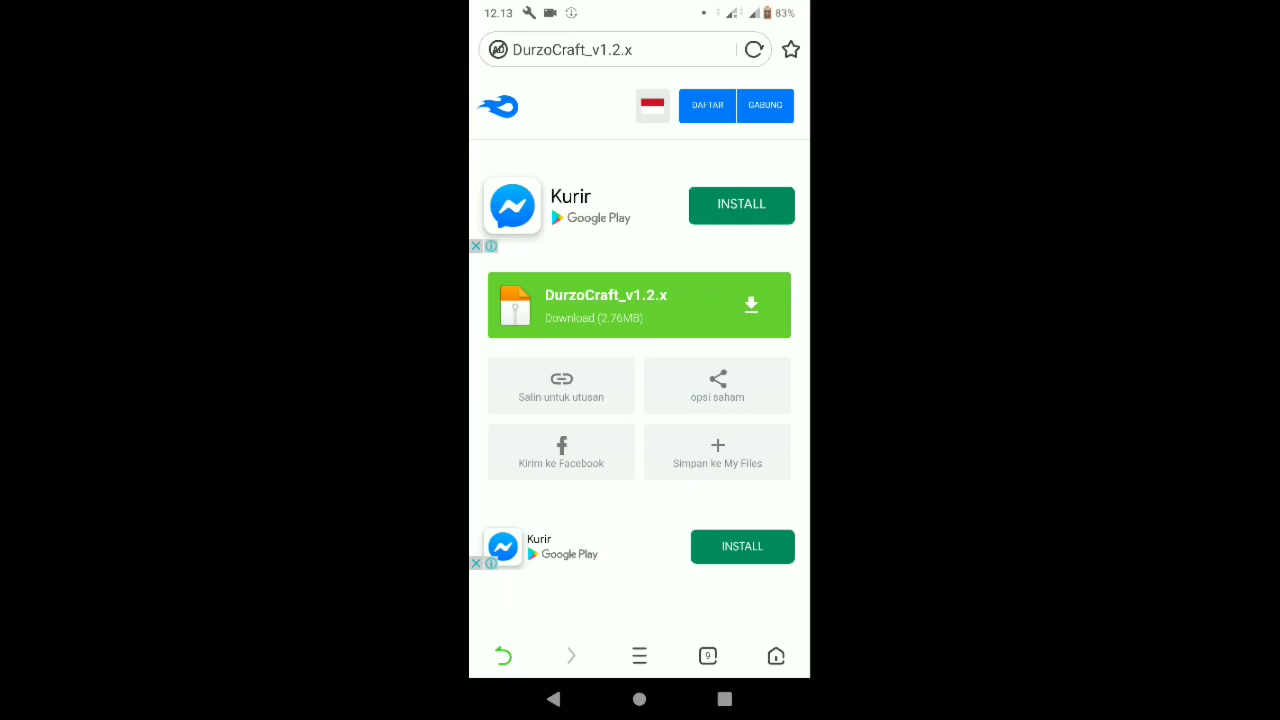 12.13
83%
DurzoCraft_v1.2.x
DAFTAR
GABUNG
Kurir
Google Play
INSTALL
DurzoCraft_v1.2.x
Download (2.76MB)
Salin untuk utusan
opsi saham
Kirim ke Facebook
Simpan ke My Files
Kurir
Google Play
INSTALL
9